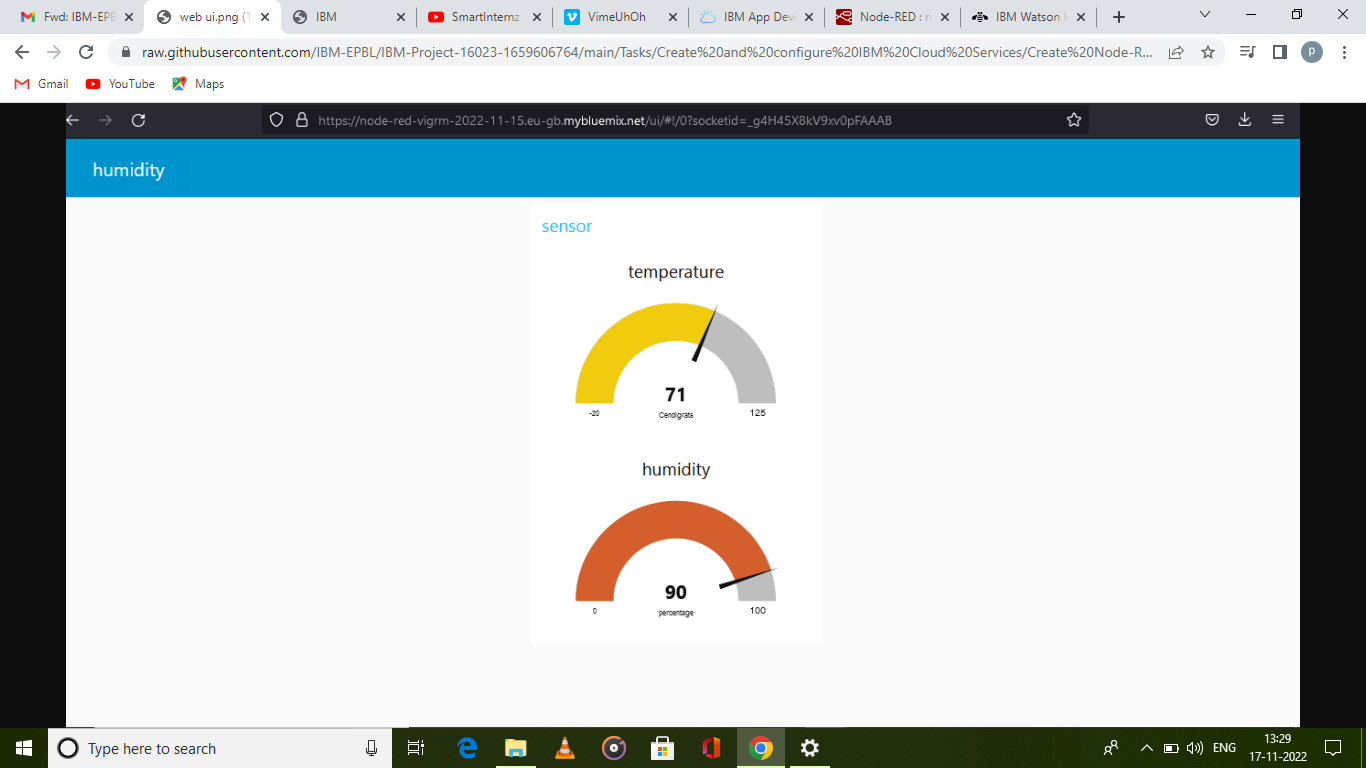 Fwd: IBM-EPB
web ui.png (1
IBM
SmartInternz
VimeUhOh
IBM App Dev
Node-RED : n
IBM Watson I
raw.githubusercontent.com/IBM-EPBL/IBM-Project-16023-1659606764/main/Tasks/Create%20and%20configure%20IBM%20Cloud%20Services/Create%20Node-R...
P
Gmail
YouTube
Maps
https://node-red-vigrm-2022-11-15.eu-gb.mybluemix.net/ui/#!/0?socketid=_g4H45X8kV9xv0pFAAAB
humidity
sensor
temperature
71
-20
Cendigrats
125
humidity
90
0
percentage
100
Type here to search
ENG
13:29
17-11-2022